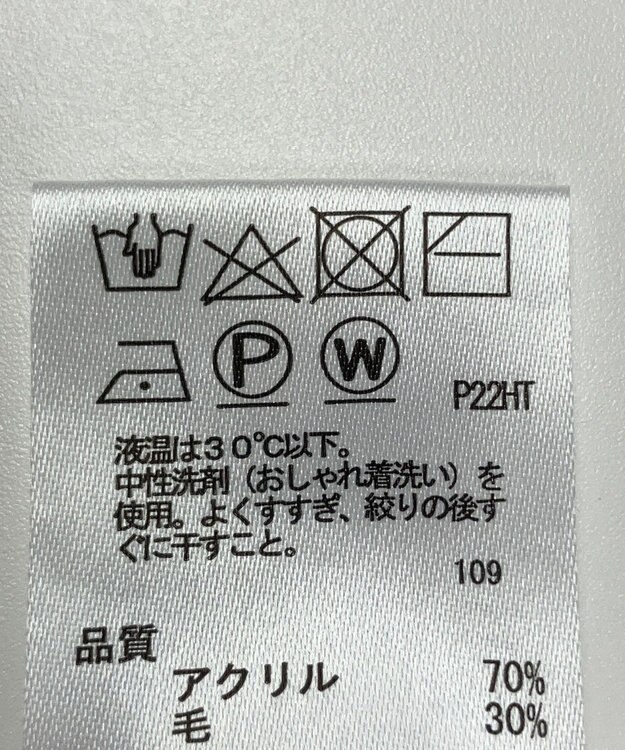 P
W
P22HT
液温は30℃以下。
中性洗剤（おしゃれ着洗い）を
使用。よくすすぎ、絞りの後す
ぐに干すこと。
109
品質
アクリル 70%
毛 30%